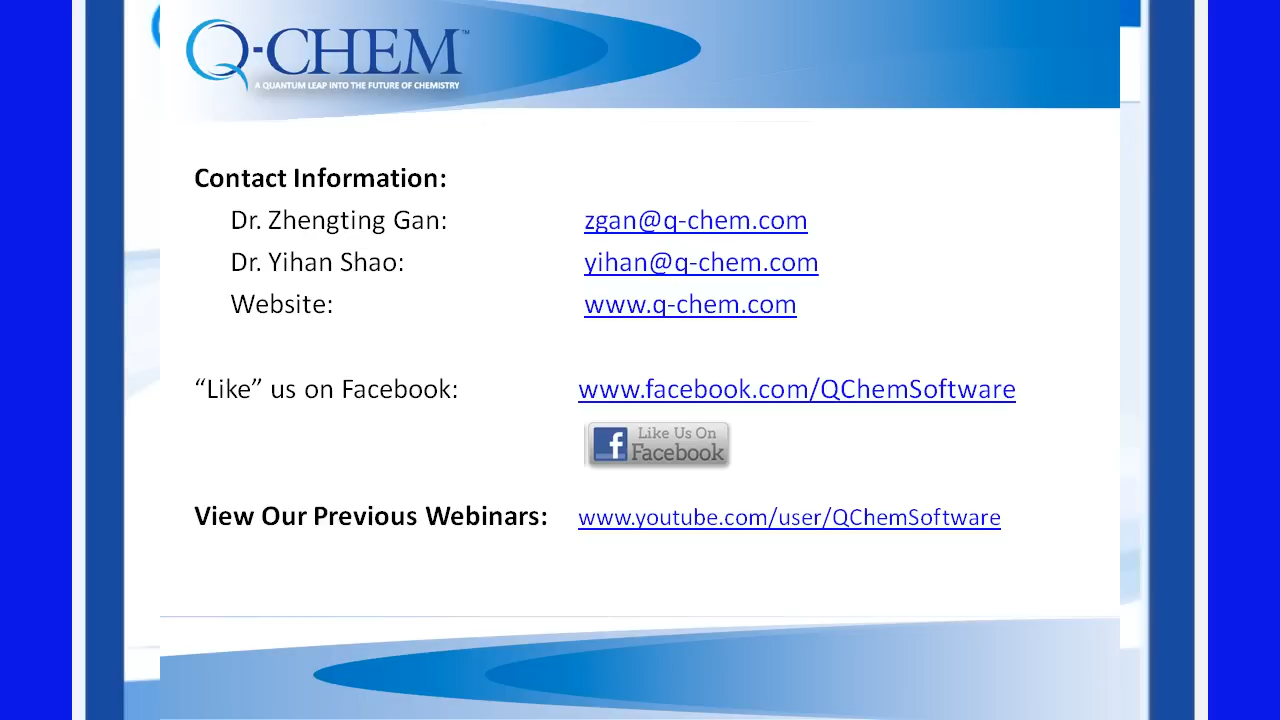 Q-CHEM™
A QUANTUM LEAP INTO THE FUTURE OF CHEMISTRY
Contact Information:
Dr. Zhengting Gan: zgan@q-chem.com
Dr. Yihan Shao: yihan@q-chem.com
Website: www.q-chem.com
“Like” us on Facebook: www.facebook.com/QChemSoftware
f Like Us On
Facebook
View Our Previous Webinars: www.youtube.com/user/QChemSoftware